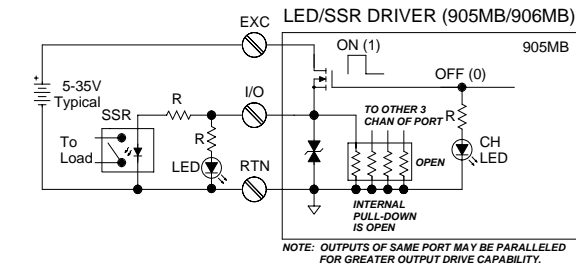 LED/SSR DRIVER (905MB/906MB)
EXC
ON (1)
905MB
OFF (0)
+
5-35V
Typical
I/O
R
SSR
TO OTHER 3
CHAN OF PORT
R
R
To
Load
OPEN
CH
LED
LED
RTN
INTERNAL
PULL-DOWN
IS OPEN
NOTE: OUTPUTS OF SAME PORT MAY BE PARALLELED
FOR GREATER OUTPUT DRIVE CAPABILITY.